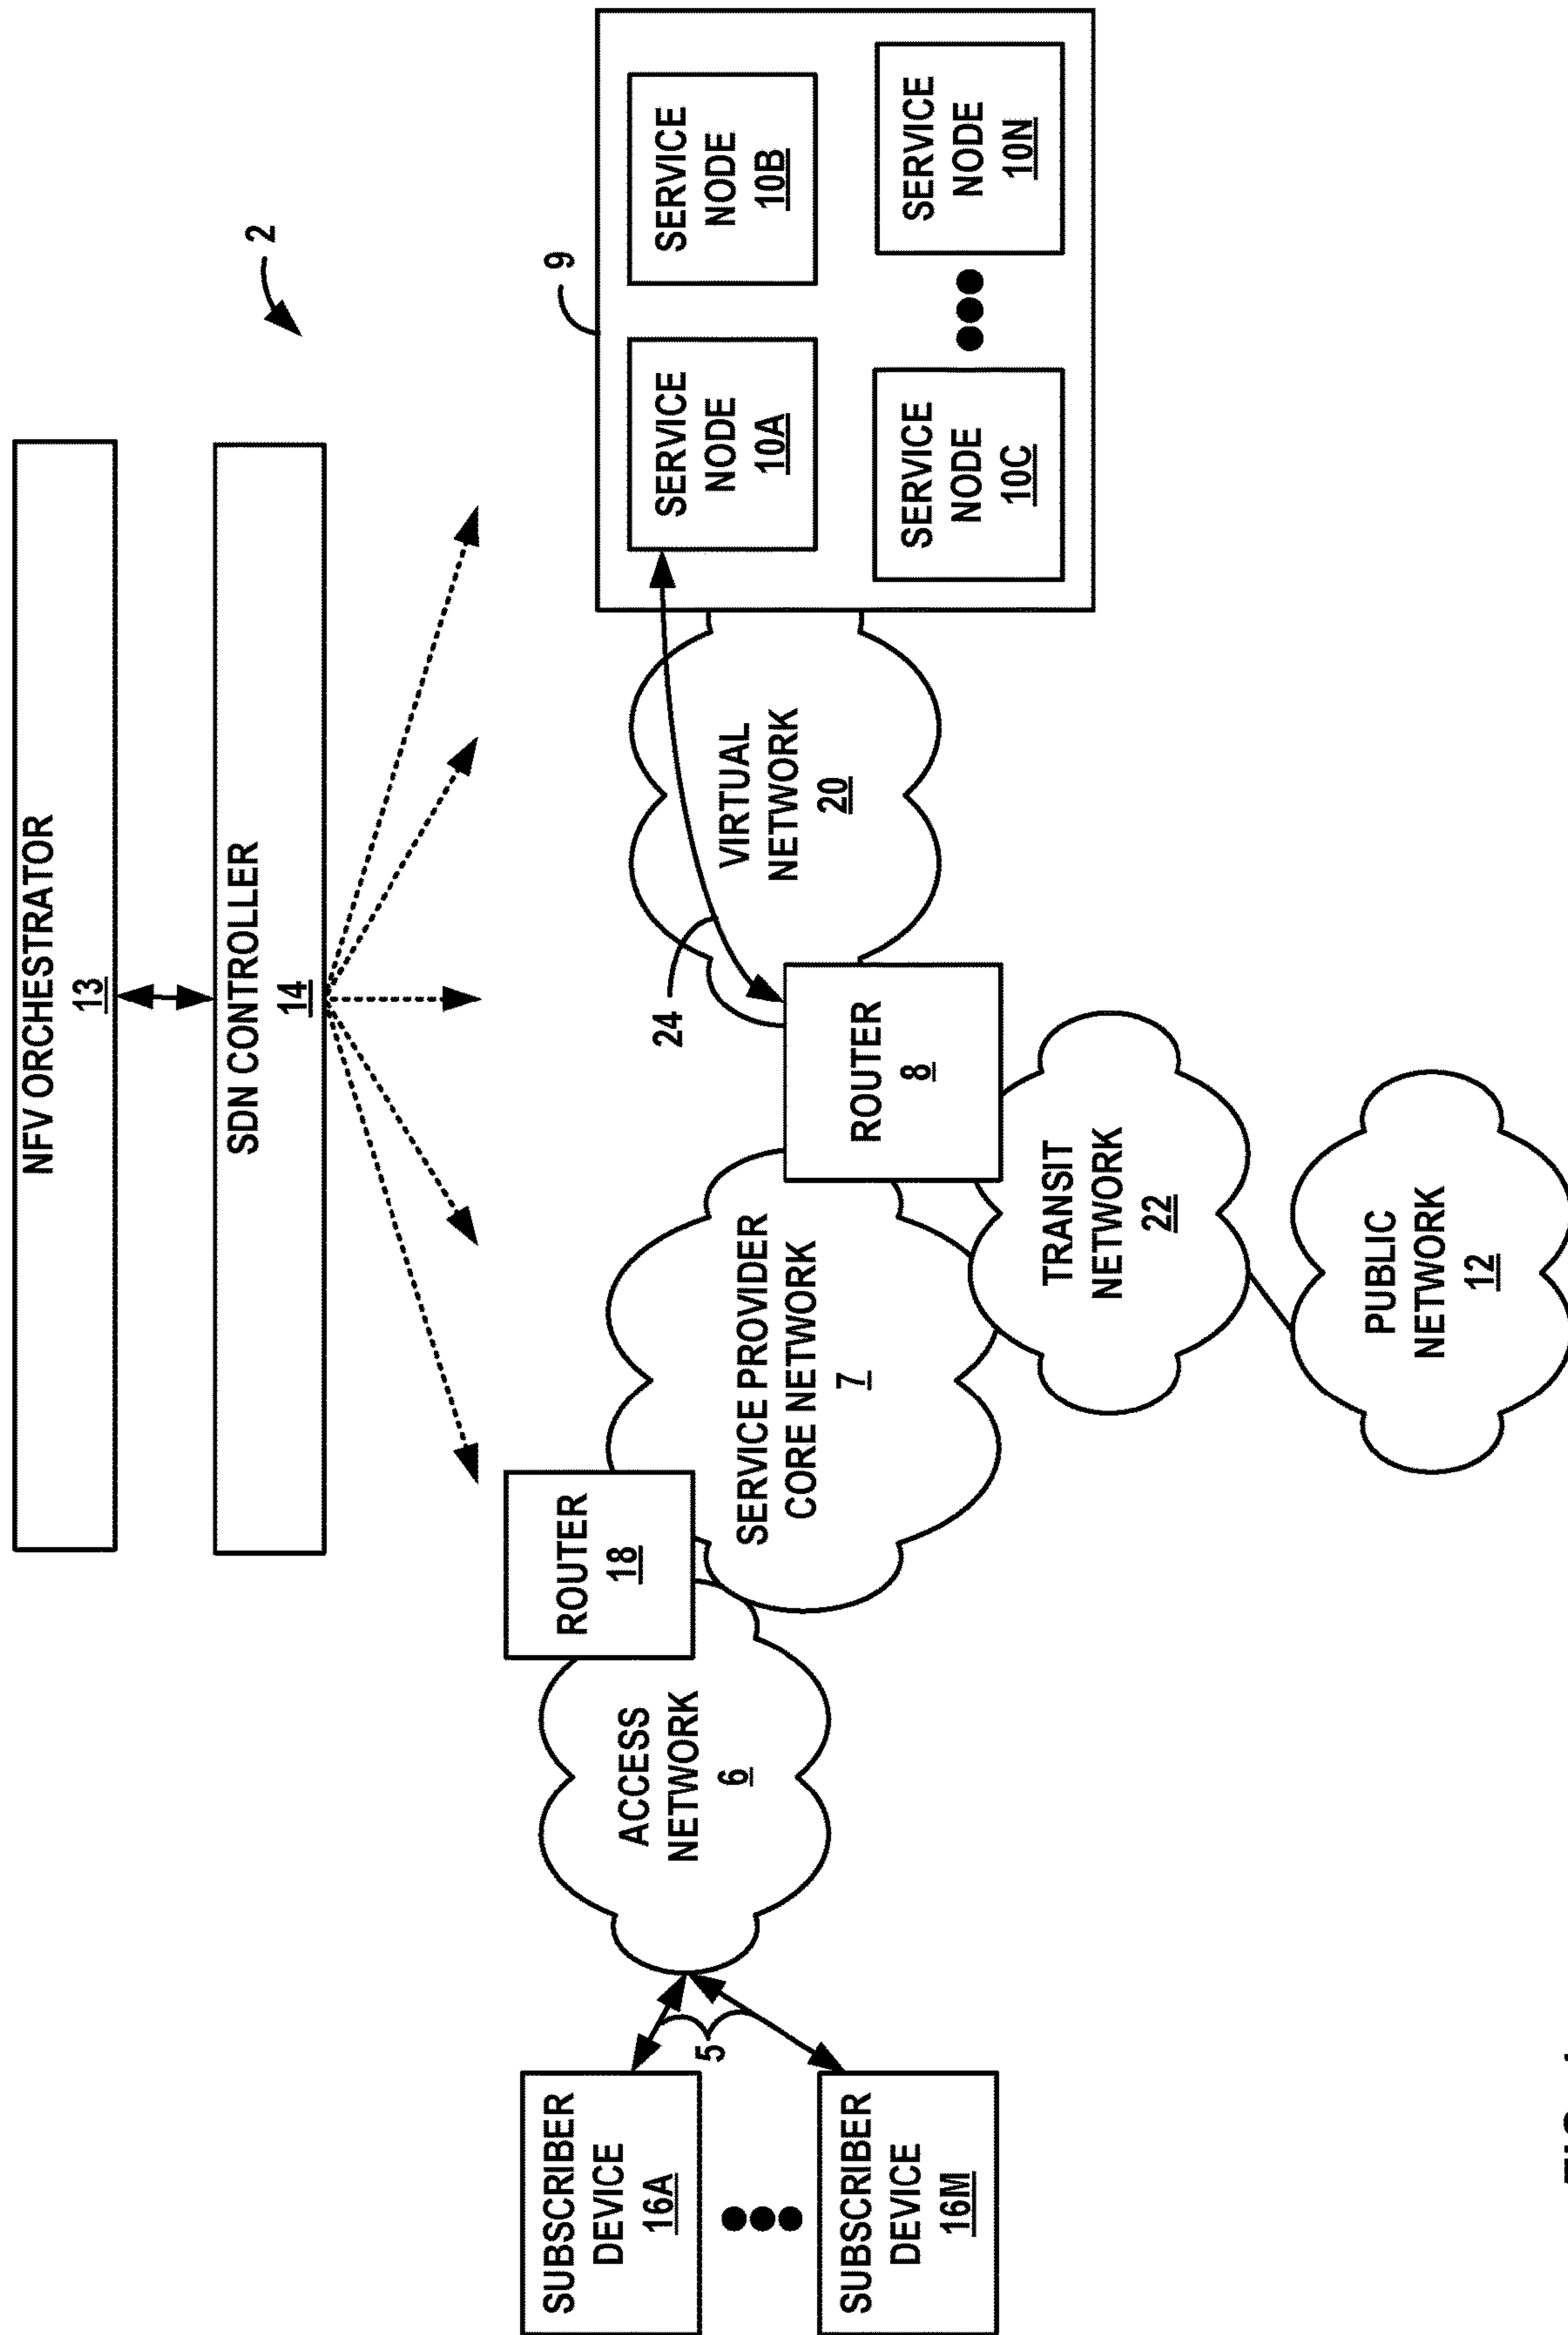 NFV ORCHESTRATOR
13
SDN CONTROLLER
14
2
SUBSCRIBER
DEVICE
16A
SUBSCRIBER
DEVICE
16M
5
ACCESS
NETWORK
6
ROUTER
18
SERVICE PROVIDER
CORE NETWORK
7
ROUTER
8
24
VIRTUAL
NETWORK
20
9
SERVICE
NODE
10A
SERVICE
NODE
10B
SERVICE
NODE
10C
SERVICE
NODE
10N
TRANSIT
NETWORK
22
PUBLIC
NETWORK
12